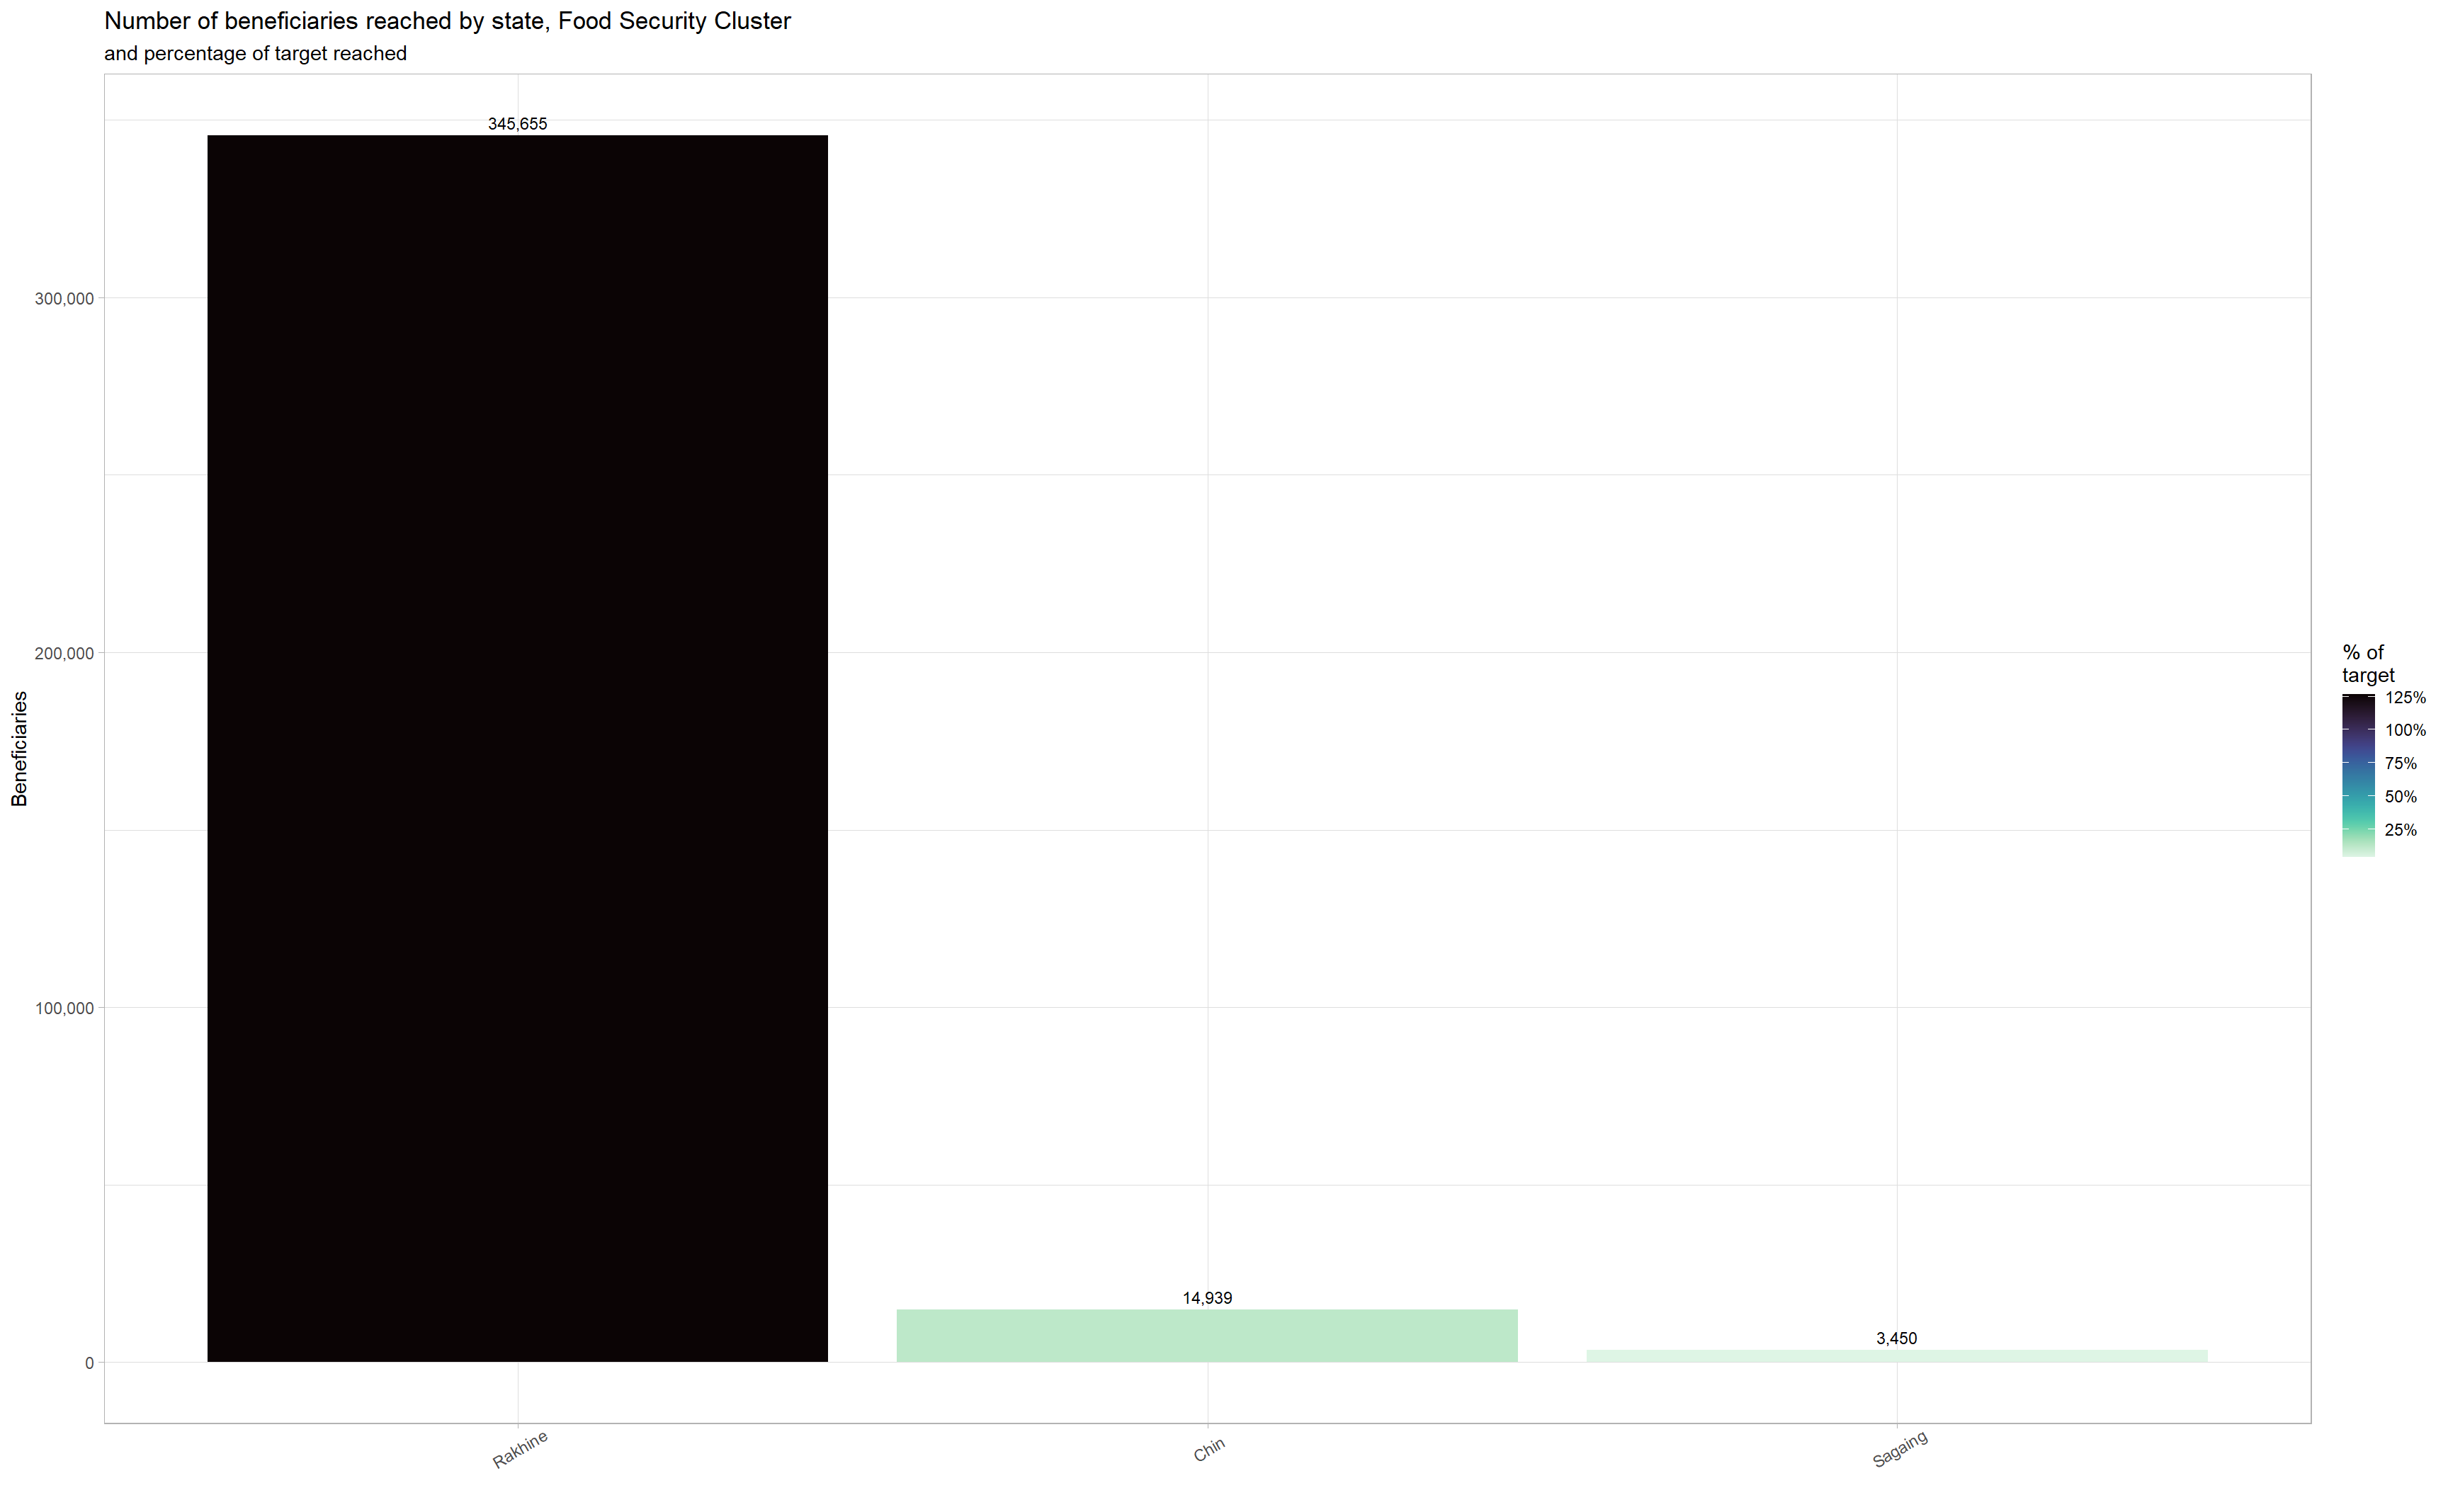 Number of beneficiaries reached by state, Food Security Cluster
and percentage of target reached
345,655
300,000
200,000
100,000
0
Beneficiaries
14,939
3,450
Rakhine
Chin
Sagaing
% of
target
125%
100%
75%
50%
25%